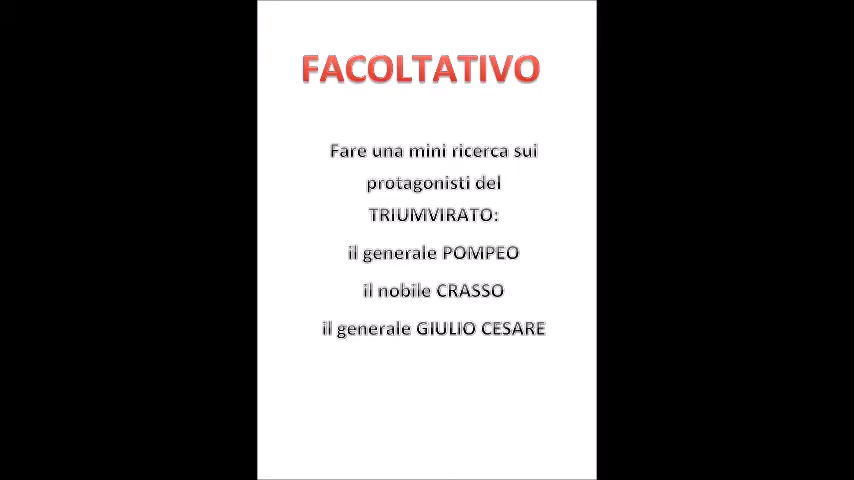 FACOLTATIVO
Fare una mini ricerca sui
protagonisti del
TRIUMVIRATO:
il generale POMPEO
il nobile CRASSO
il generale GIULIO CESARE